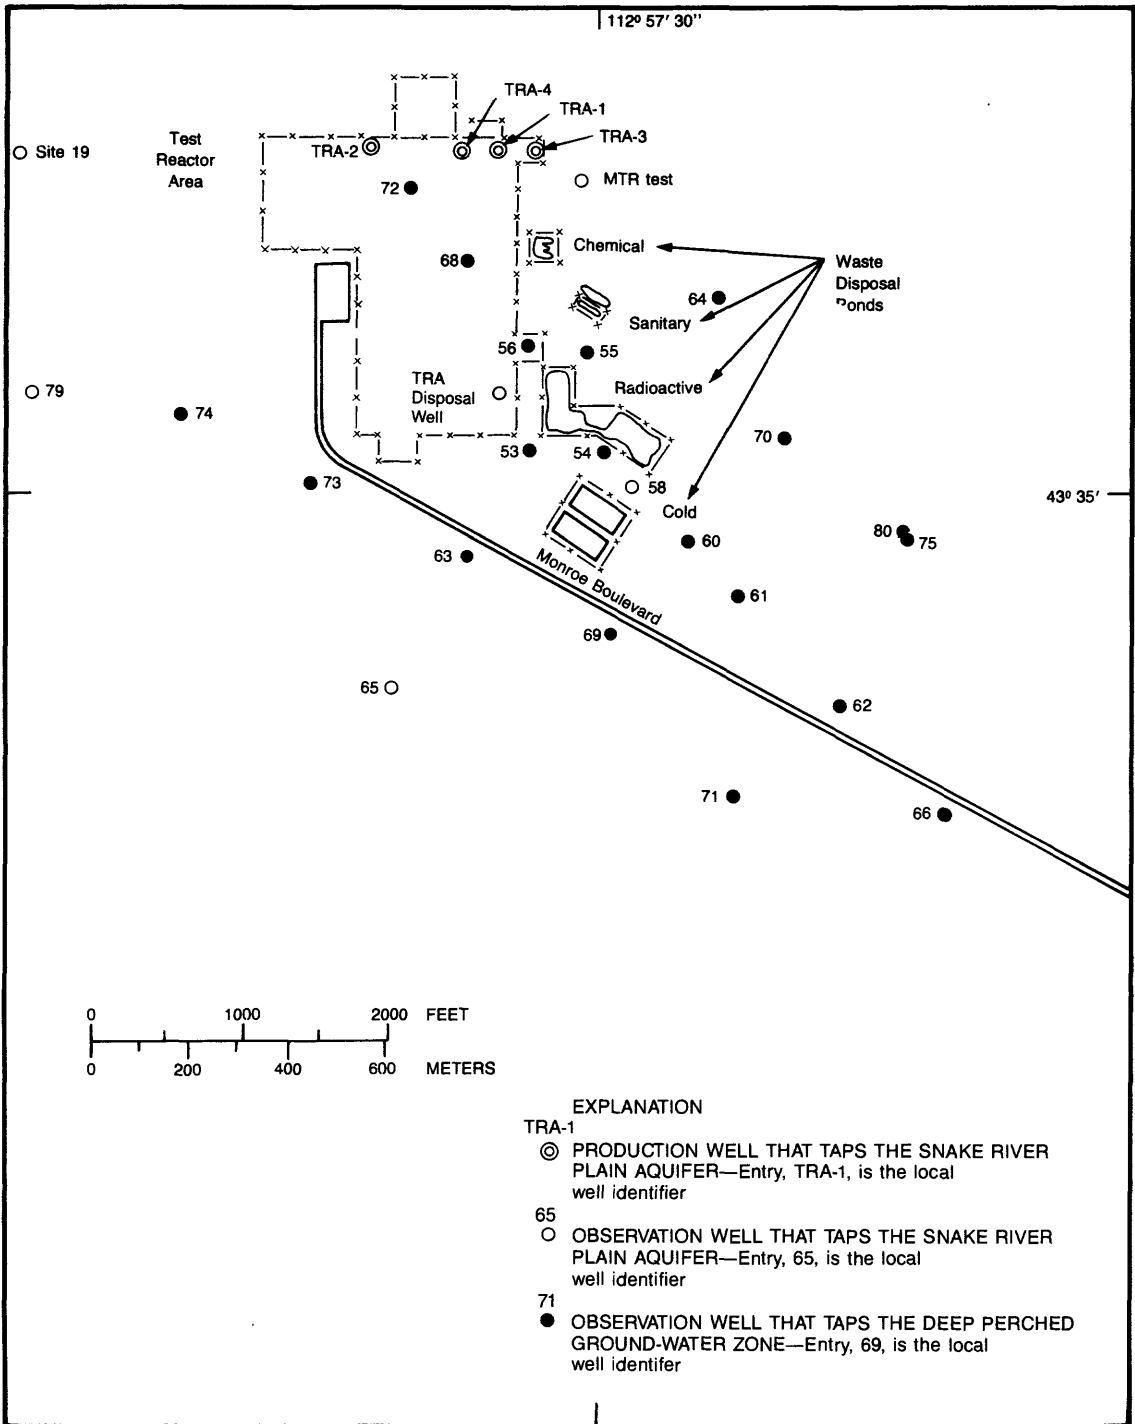 112° 57' 30"
TRA-4
TRA-1
TRA-3
TRA-2
Test
Reactor
Area
Site 19
72
MTR test
Chemical
68
Waste
Disposal
Ponds
64
Sanitary
56
55
TRA
Disposal
Well
Radioactive
79
74
70
53
54
58
73
43° 35'
Cold
80
75
60
63
Monroe Boulevard
61
69
65
62
71
66
0 1000 2000 FEET
0 200 400 600 METERS
EXPLANATION
TRA-1
PRODUCTION WELL THAT TAPS THE SNAKE RIVER
PLAIN AQUIFER—Entry, TRA-1, is the local
well identifier
65
OBSERVATION WELL THAT TAPS THE SNAKE RIVER
PLAIN AQUIFER—Entry, 65, is the local
well identifier
71
OBSERVATION WELL THAT TAPS THE DEEP PERCHED
GROUND-WATER ZONE—Entry, 69, is the local
well identifer